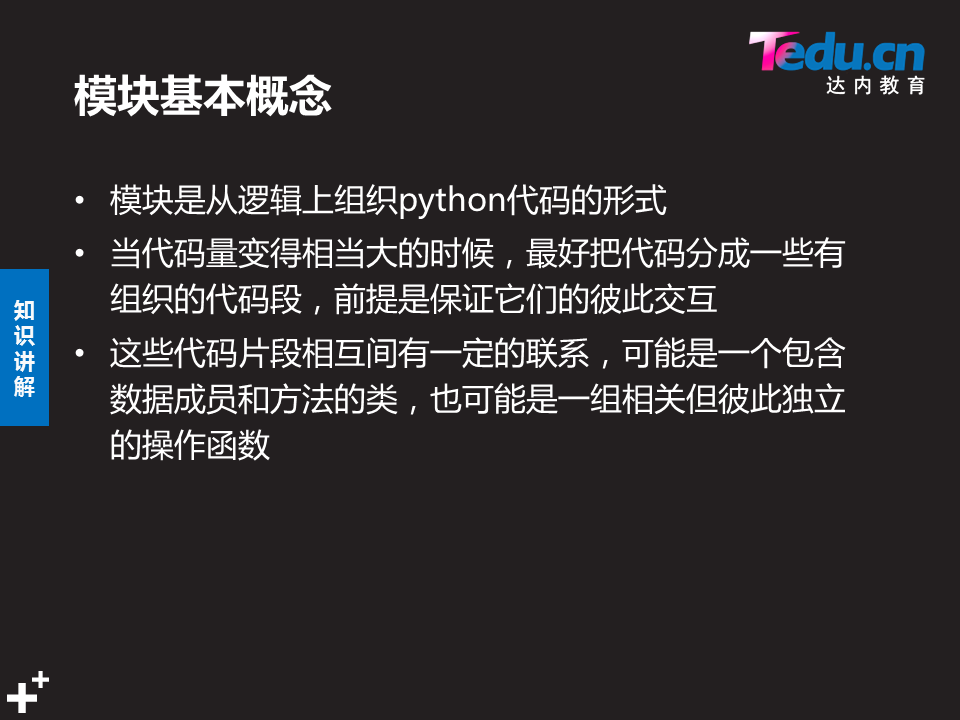 Tedu.cn
达内教育
模块基本概念
• 模块是从逻辑上组织python代码的形式
• 当代码量变得相当大的时候，最好把代码分成一些有
组织的代码段，前提是保证它们的彼此交互
• 这些代码片段相互间有一定的联系，可能是一个包含
数据成员和方法的类，也可能是一组相关但彼此独立
的操作函数
知
识
讲
解